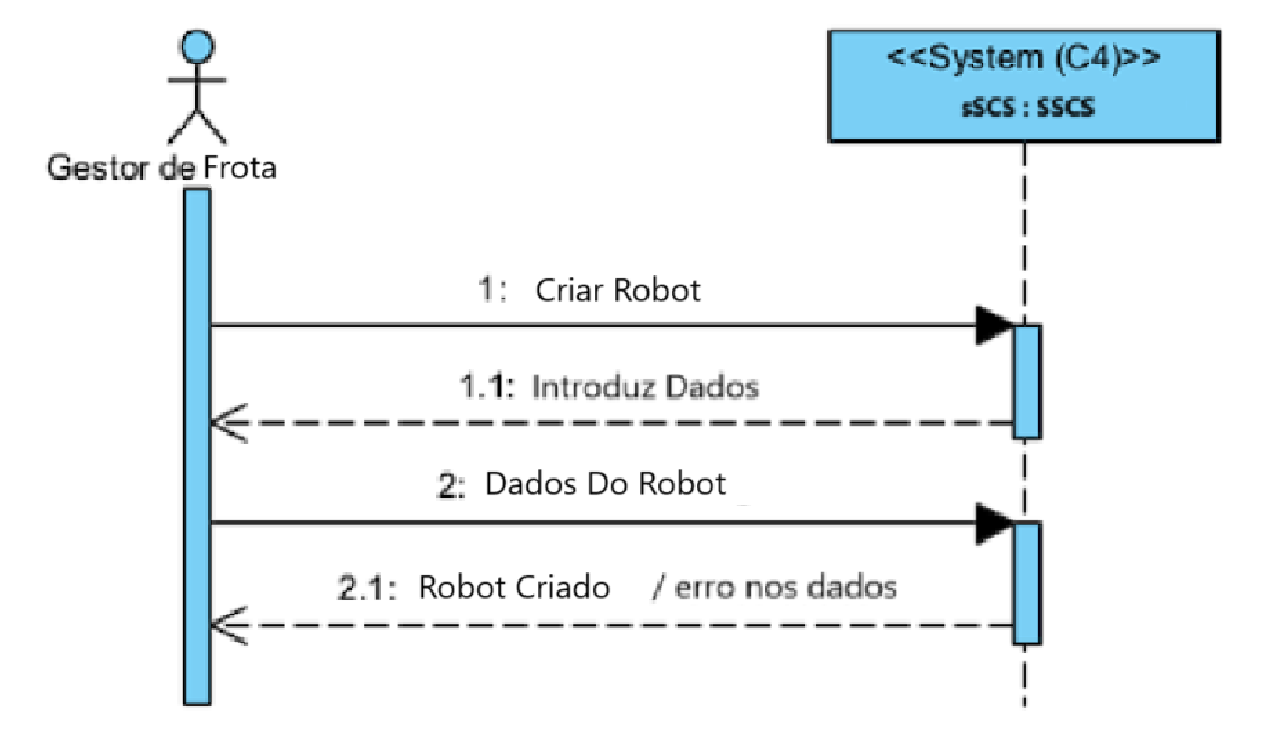 <<System (C4)>>
sSCS : SSCS
Gestor de Frota
1: Criar Robot
1.1: Introduz Dados
2: Dados Do Robot
2.1: Robot Criado / erro nos dados